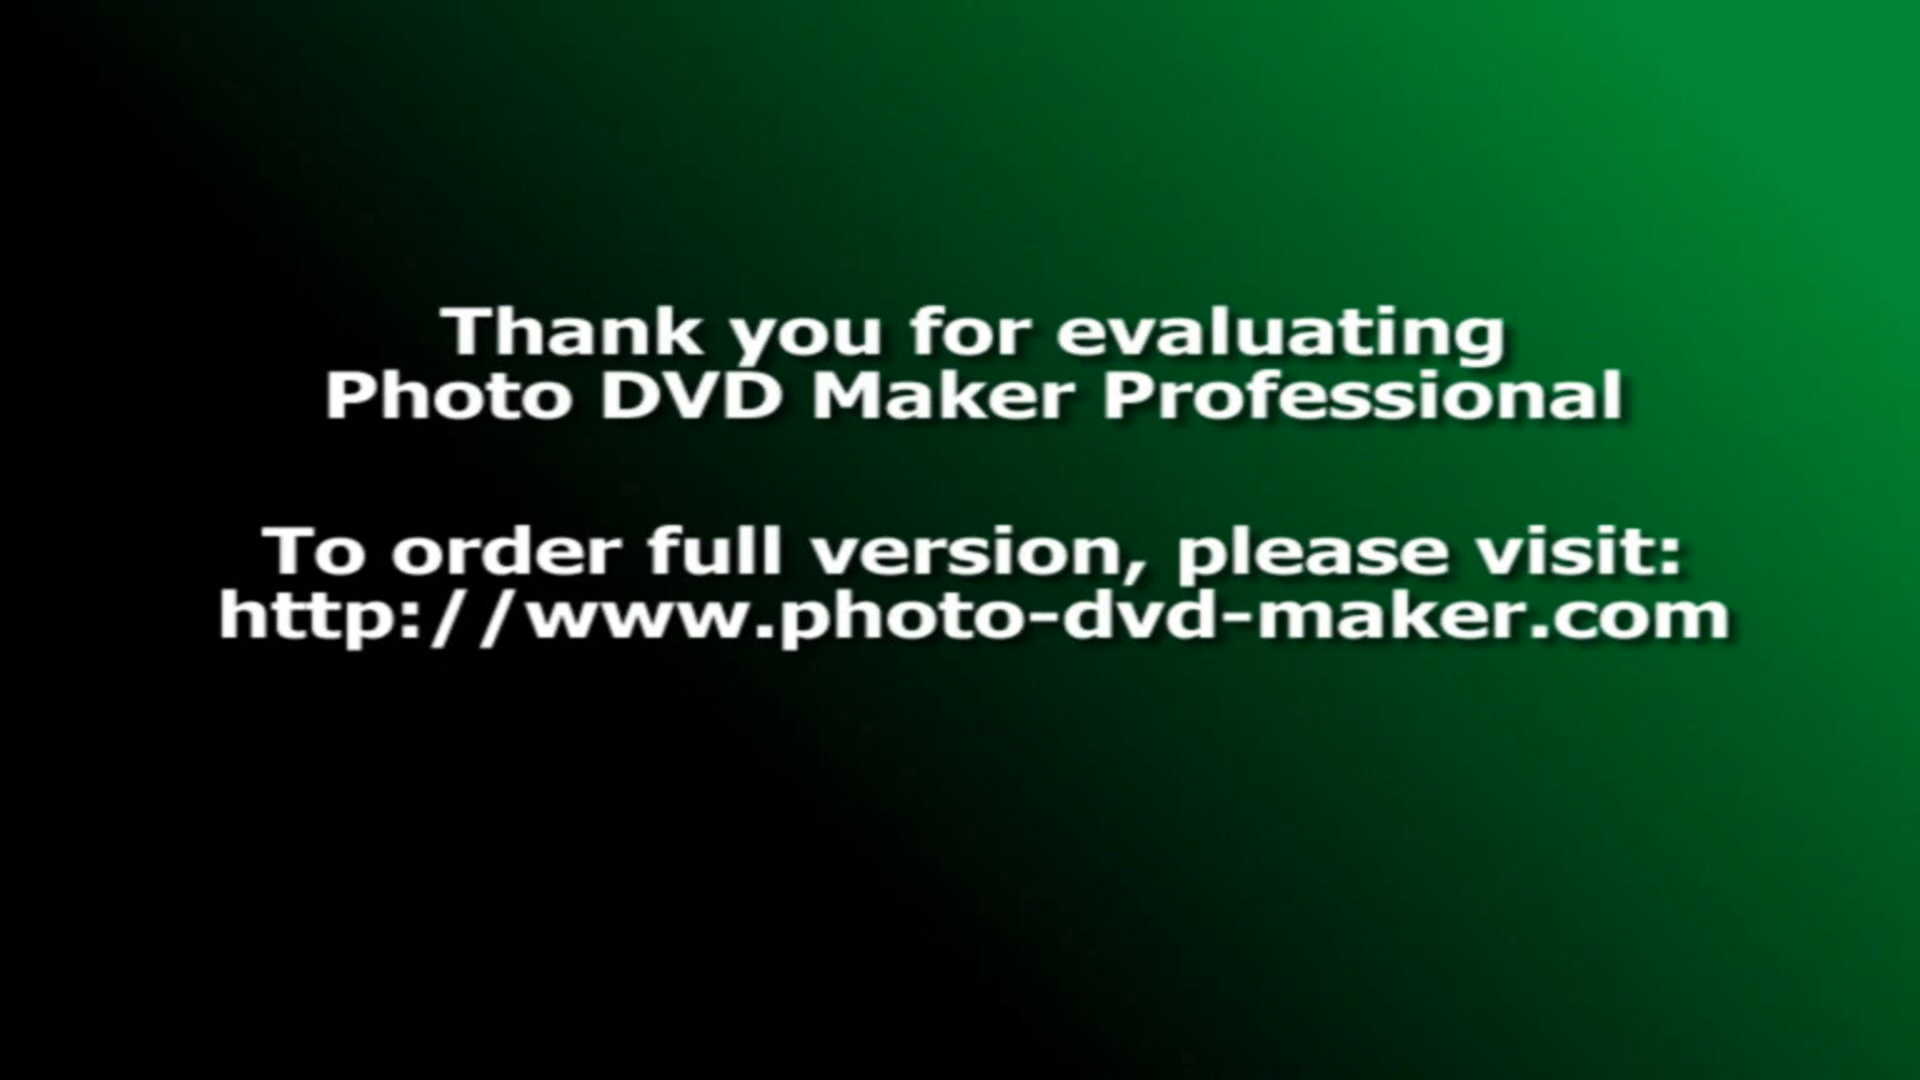 Thank you for evaluating
Photo DVD Maker Professional
To order full version, please visit:
http://www.photo-dvd-maker.com